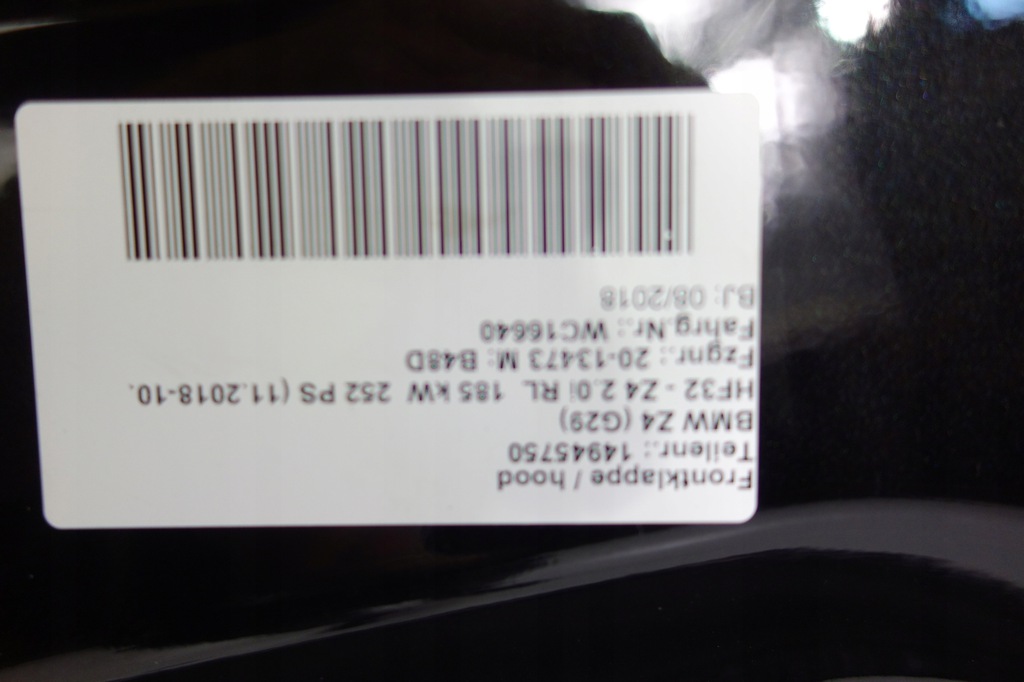 Frontklappe / hood
Teilenr.: 14945750
BMW Z4 (G29)
HF32 - Z4 2.0i RL 185 kW 252 PS (11.2018-10.
Fzgnr.: 20-13473 M: B48D
Fahrg.Nr.: WC16640
BJ: 08/2018